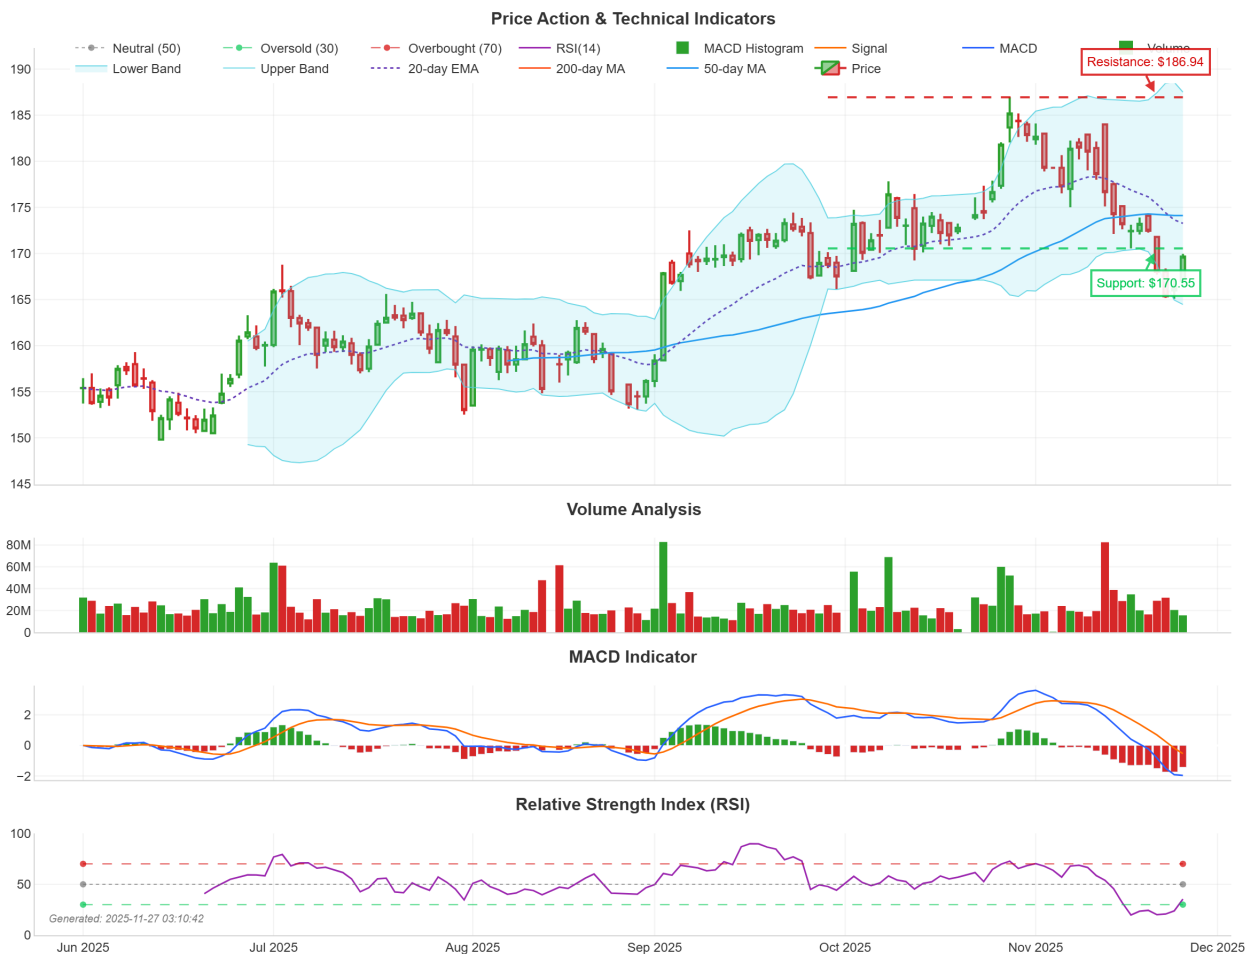 Price Action & Technical Indicators
Neutral (50) Oversold (30) Overbought (70) RSI(14) MACD Histogram Signal MACD Volume
Lower Band Upper Band 20-day EMA 200-day MA 50-day MA Price
Resistance: $186.94
190
185
180
175
170
165
160
155
150
145
Support: $170.55
Volume Analysis
80M
60M
40M
20M
0
MACD Indicator
2
0
−2
Relative Strength Index (RSI)
100
50
0
Generated: 2025-11-27 03:10:42
Jun 2025 Jul 2025 Aug 2025 Sep 2025 Oct 2025 Nov 2025 Dec 2025